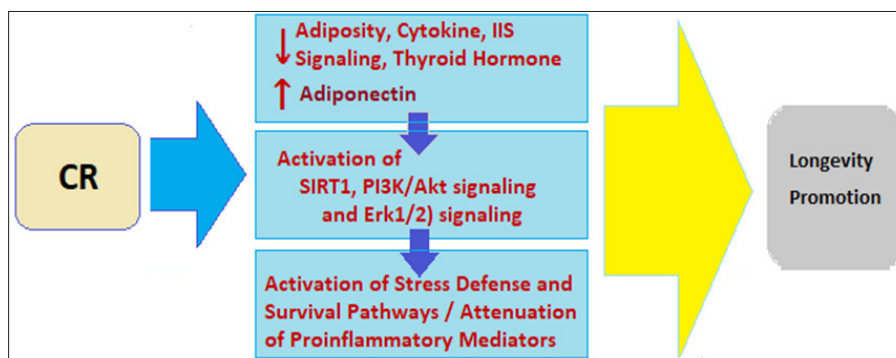 CR
↓ Adiposity, Cytokine, IIS
Signaling, Thyroid Hormone
↑ Adiponectin
Activation of
SIRT1, PI3K/Akt signaling
and Erk1/2) signaling
Activation of Stress Defense and
Survival Pathways / Attenuation
of Proinflammatory Mediators
Longevity
Promotion